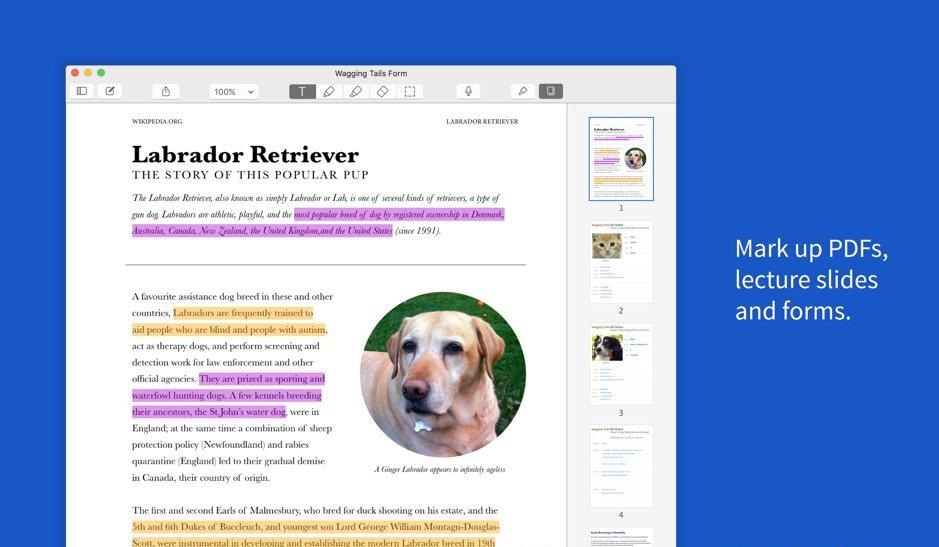 Wagging Tails Form
100%
T
WIKIPEDIA.ORG
LABRADOR RETRIEVER
Labrador Retriever
THE STORY OF THIS POPULAR PUP
The Labrador Retriever, also known as simply Labrador or Lab, is one of several kinds of retrievers, a type of
gun dog. Labradors are athletic, playful, and the most popular breed of dog by registered ownership in Denmark,
Australia, Canada, New Zealand, the United Kingdom,and the United States (since 1991).
A favourite assistance dog breed in these and other
countries, Labradors are frequently trained to
aid people who are blind and people with autism,
act as therapy dogs, and perform screening and
detection work for law enforcement and other
official agencies. They are prized as sporting and
waterfowl hunting dogs. A few kennels breeding
their ancestors, the St.John's water dog, were in
England; at the same time a combination of sheep
protection policy (Newfoundland) and rabies
quarantine (England) led to their gradual demise
in Canada, their country of origin.
A Ginger Labrador appears to infinitely ageless
The first and second Earls of Malmesbury, who bred for duck shooting on his estate, and the
5th and 6th Dukes of Buccleuch, and youngest son Lord George William Montagu-Douglas-
Scott, were instrumental in developing and establishing the modern Labrador breed in 19th
Labrador Retriever
1
2
3
4
Mark up PDFs,
lecture slides
and forms.